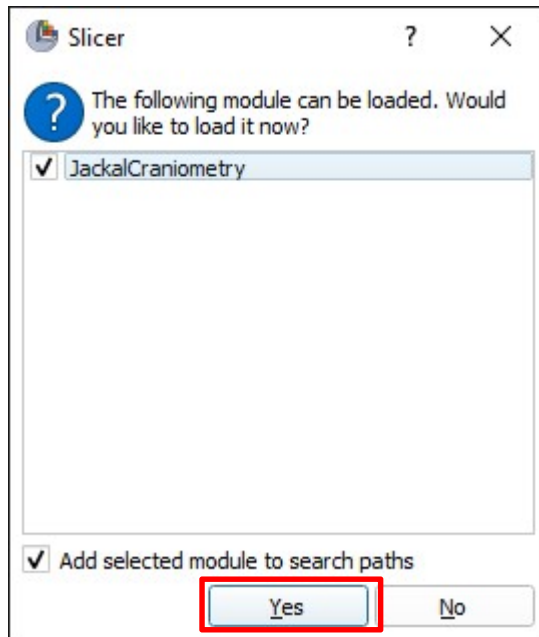 Slicer
The following module can be loaded. Would
you like to load it now?
JackalCraniometry
Add selected module to search paths
Yes
No